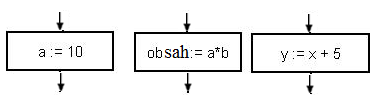 a := 10
obsah:= a*b
y := x + 5